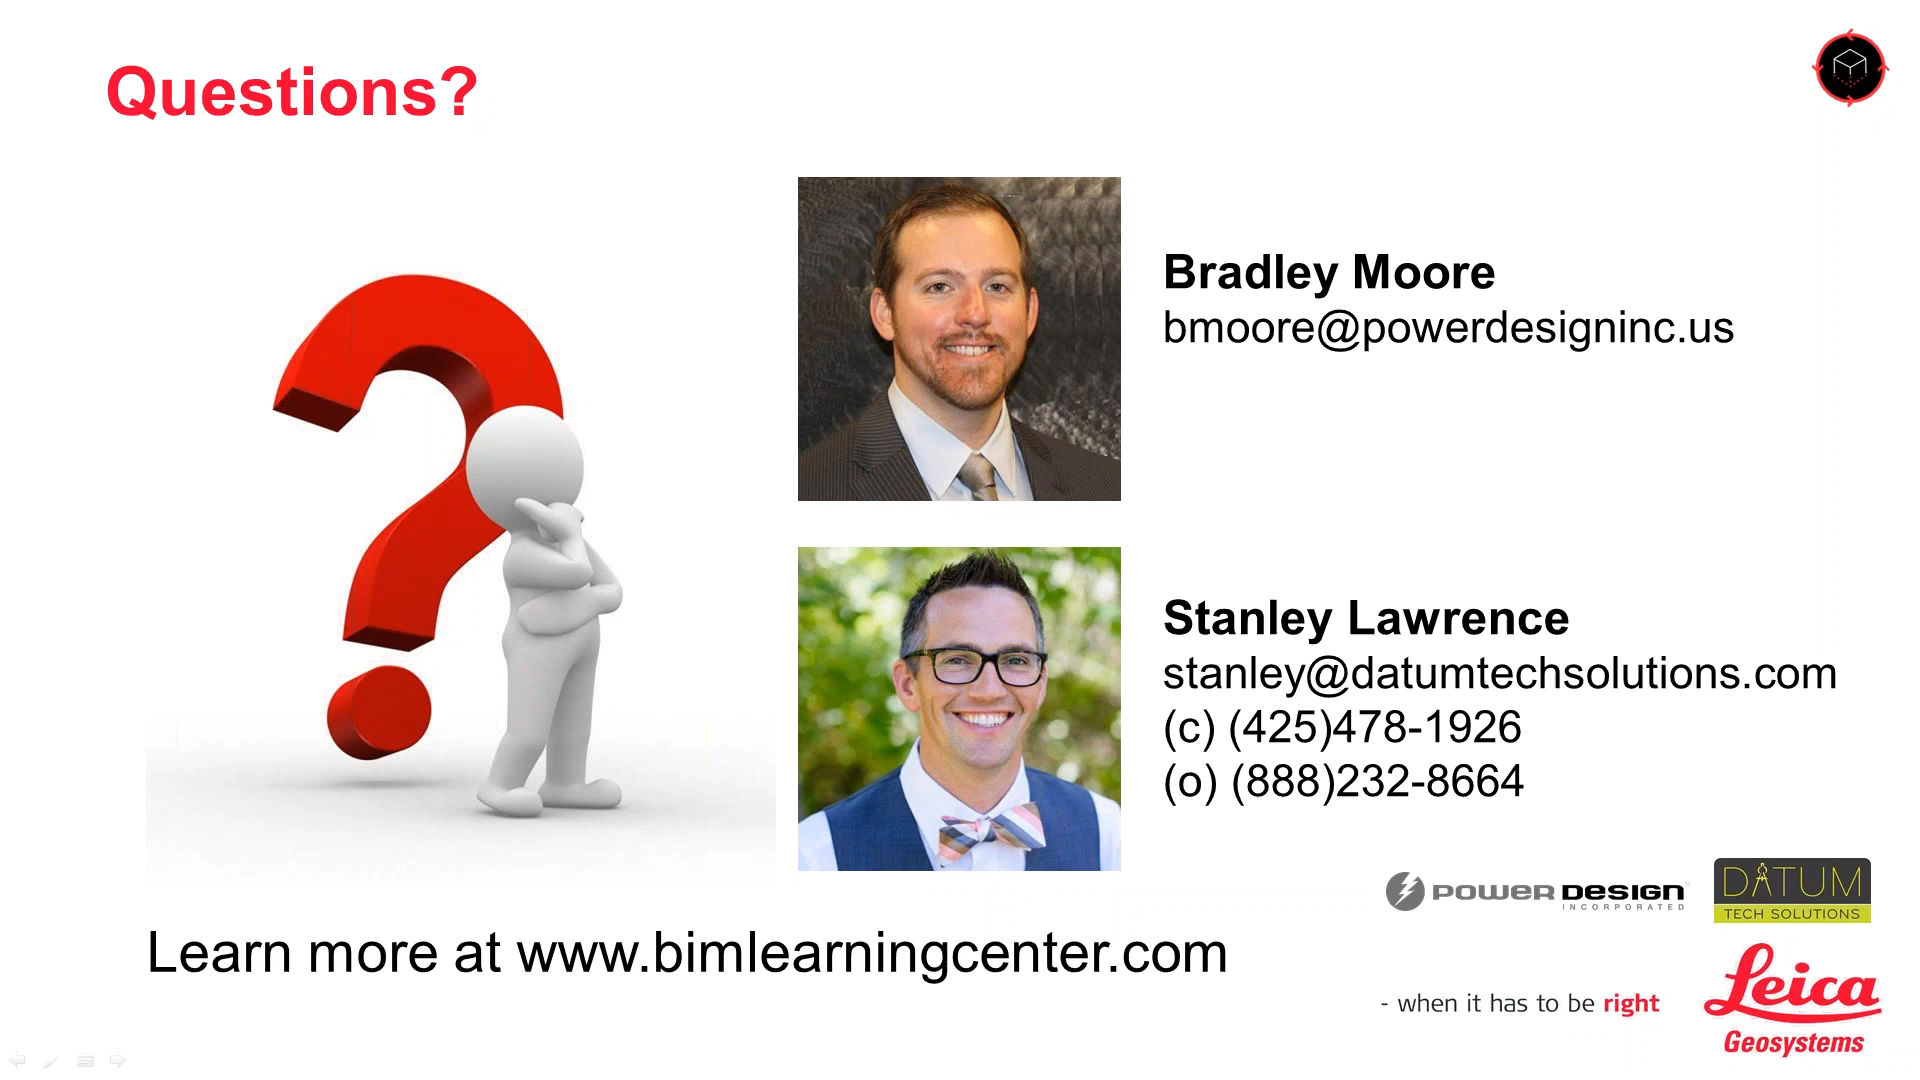 Questions?
Bradley Moore
bmoore@powerdesigninc.us
Stanley Lawrence
stanley@datumtechsolutions.com
(c) (425)478-1926
(o) (888)232-8664
POWER DESIGN
INCORPORATED
DATUM
TECH SOLUTIONS
Learn more at www.bimlearningcenter.com
- when it has to be right
Leica
Geosystems